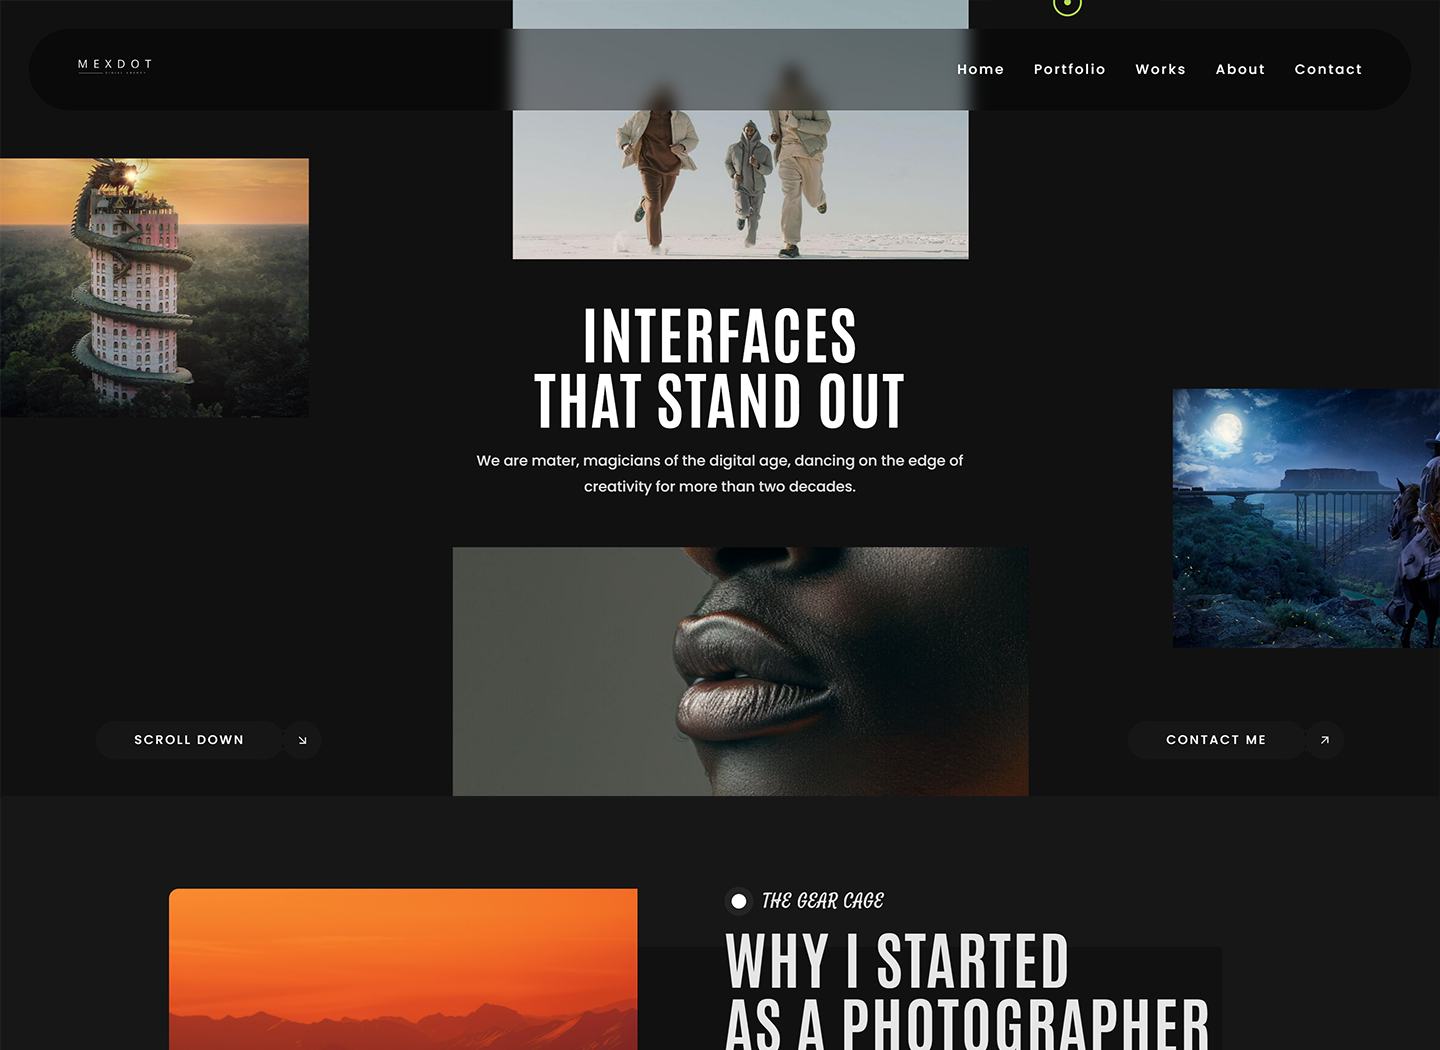 MEXDOT
Home Portfolio Works About Contact
INTERFACES
THAT STAND OUT
We are mater, magicians of the digital age, dancing on the edge of
creativity for more than two decades.
SCROLL DOWN
CONTACT ME
THE GEAR CAGE
WHY I STARTED
AS A PHOTOGRAPHER